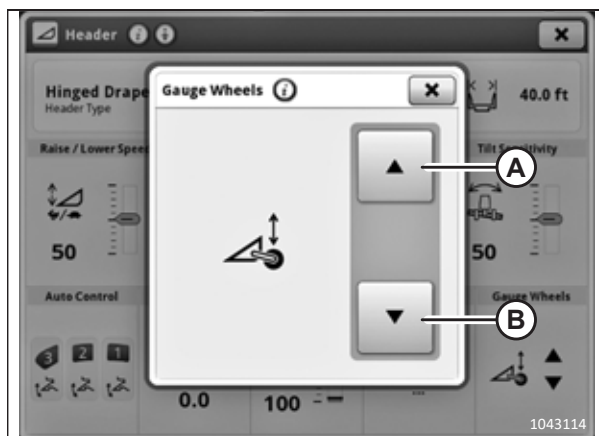 Header
Hinged Drape
Header Type
40.0 ft
Gauge Wheels
Raise / Lower Spee
Tilt Sensitivity
A
50
50
Auto Control
B
Gauge Wheels
3 2 1
0.0
100
1043114